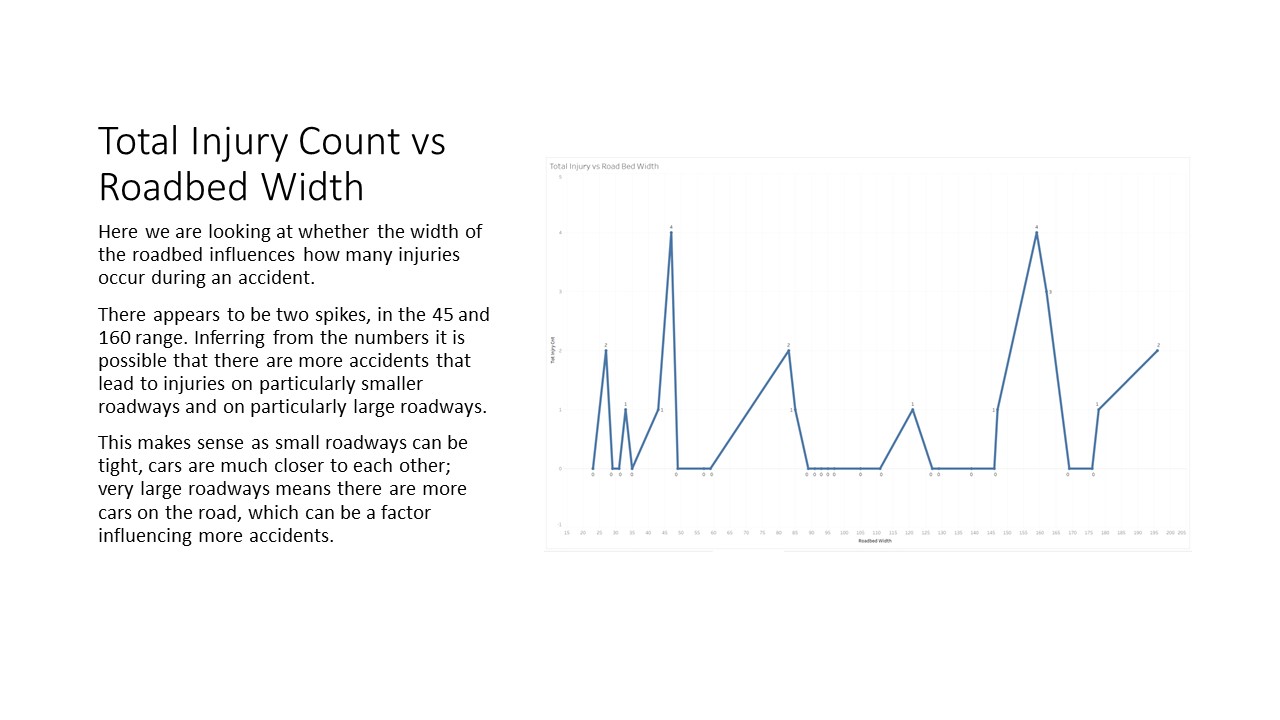 Total Injury Count vs
Roadbed Width
Here we are looking at whether the width of
the roadbed influences how many injuries
occur during an accident.
There appears to be two spikes, in the 45 and
160 range. Inferring from the numbers it is
possible that there are more accidents that
lead to injuries on particularly smaller
roadways and on particularly large roadways.
This makes sense as small roadways can be
tight, cars are much closer to each other;
very large roadways means there are more
cars on the road, which can be a factor
influencing more accidents.
Total Injury vs Road Bed Width
5
4
3
2
1
0
4
4
3
2
2
2
1
1
1
1
1
1
0 0 0 0 0 0 0 0 0 0 0 0 0 0 0 0 0 0 0 0
15 20 25 30 35 40 45 50 55 60 65 70 75 80 85 90 95 100 105 110 115 120 125 130 135 140 145 150 155 160 165 170 175 180 185 190 195 200 205
Roadbed Width